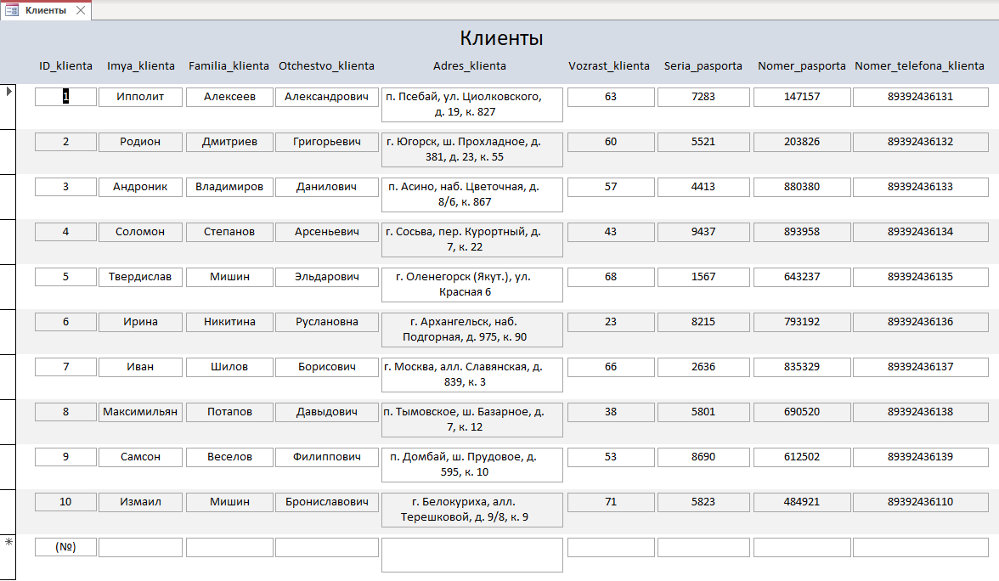 Клиенты
Клиенты
ID_klienta Imya_klienta Familia_klienta Otchestvo_klienta Adres_klienta Vozrast_klienta Seria_pasporta Nomer_pasporta Nomer_telefona_klienta
1 Ипполит Алексеев Александрович п. Псебай, ул. Циолковского, 63 7283 147157 89392436131
д. 19, к. 827
2 Родион Дмитриев Григорьевич г. Югорск, ш. Прохладное, д. 60 5521 203826 89392436132
381, д. 23, к. 55
3 Андроник Владимиров Данилович п. Асино, наб. Цветочная, д. 57 4413 880380 89392436133
8/6, к. 867
4 Соломон Степанов Арсеньевич г. Сосьва, пер. Курортный, д. 43 9437 893958 89392436134
7, к. 22
5 Твердислав Мишин Эльдарович г. Оленегорск (Якут.), ул. 68 1567 643237 89392436135
Красная 6
6 Ирина Никитина Руслановна г. Архангельск, наб. 23 8215 793192 89392436136
Подгорная, д. 975, к. 90
7 Иван Шилов Борисович г. Москва, алл. Славянская, д. 66 2636 835329 89392436137
839, к. 3
8 Максимильян Потапов Давыдович п. Тымовское, ш. Базарное, д. 38 5801 690520 89392436138
7, к. 12
9 Самсон Веселов Филиппович п. Домбай, ш. Прудовое, д. 53 8690 612502 89392436139
595, к. 10
10 Измаил Мишин Брониславович г. Белокуриха, алл. 71 5823 484921 89392436110
Терешковой, д. 9/8, к. 9
(№)